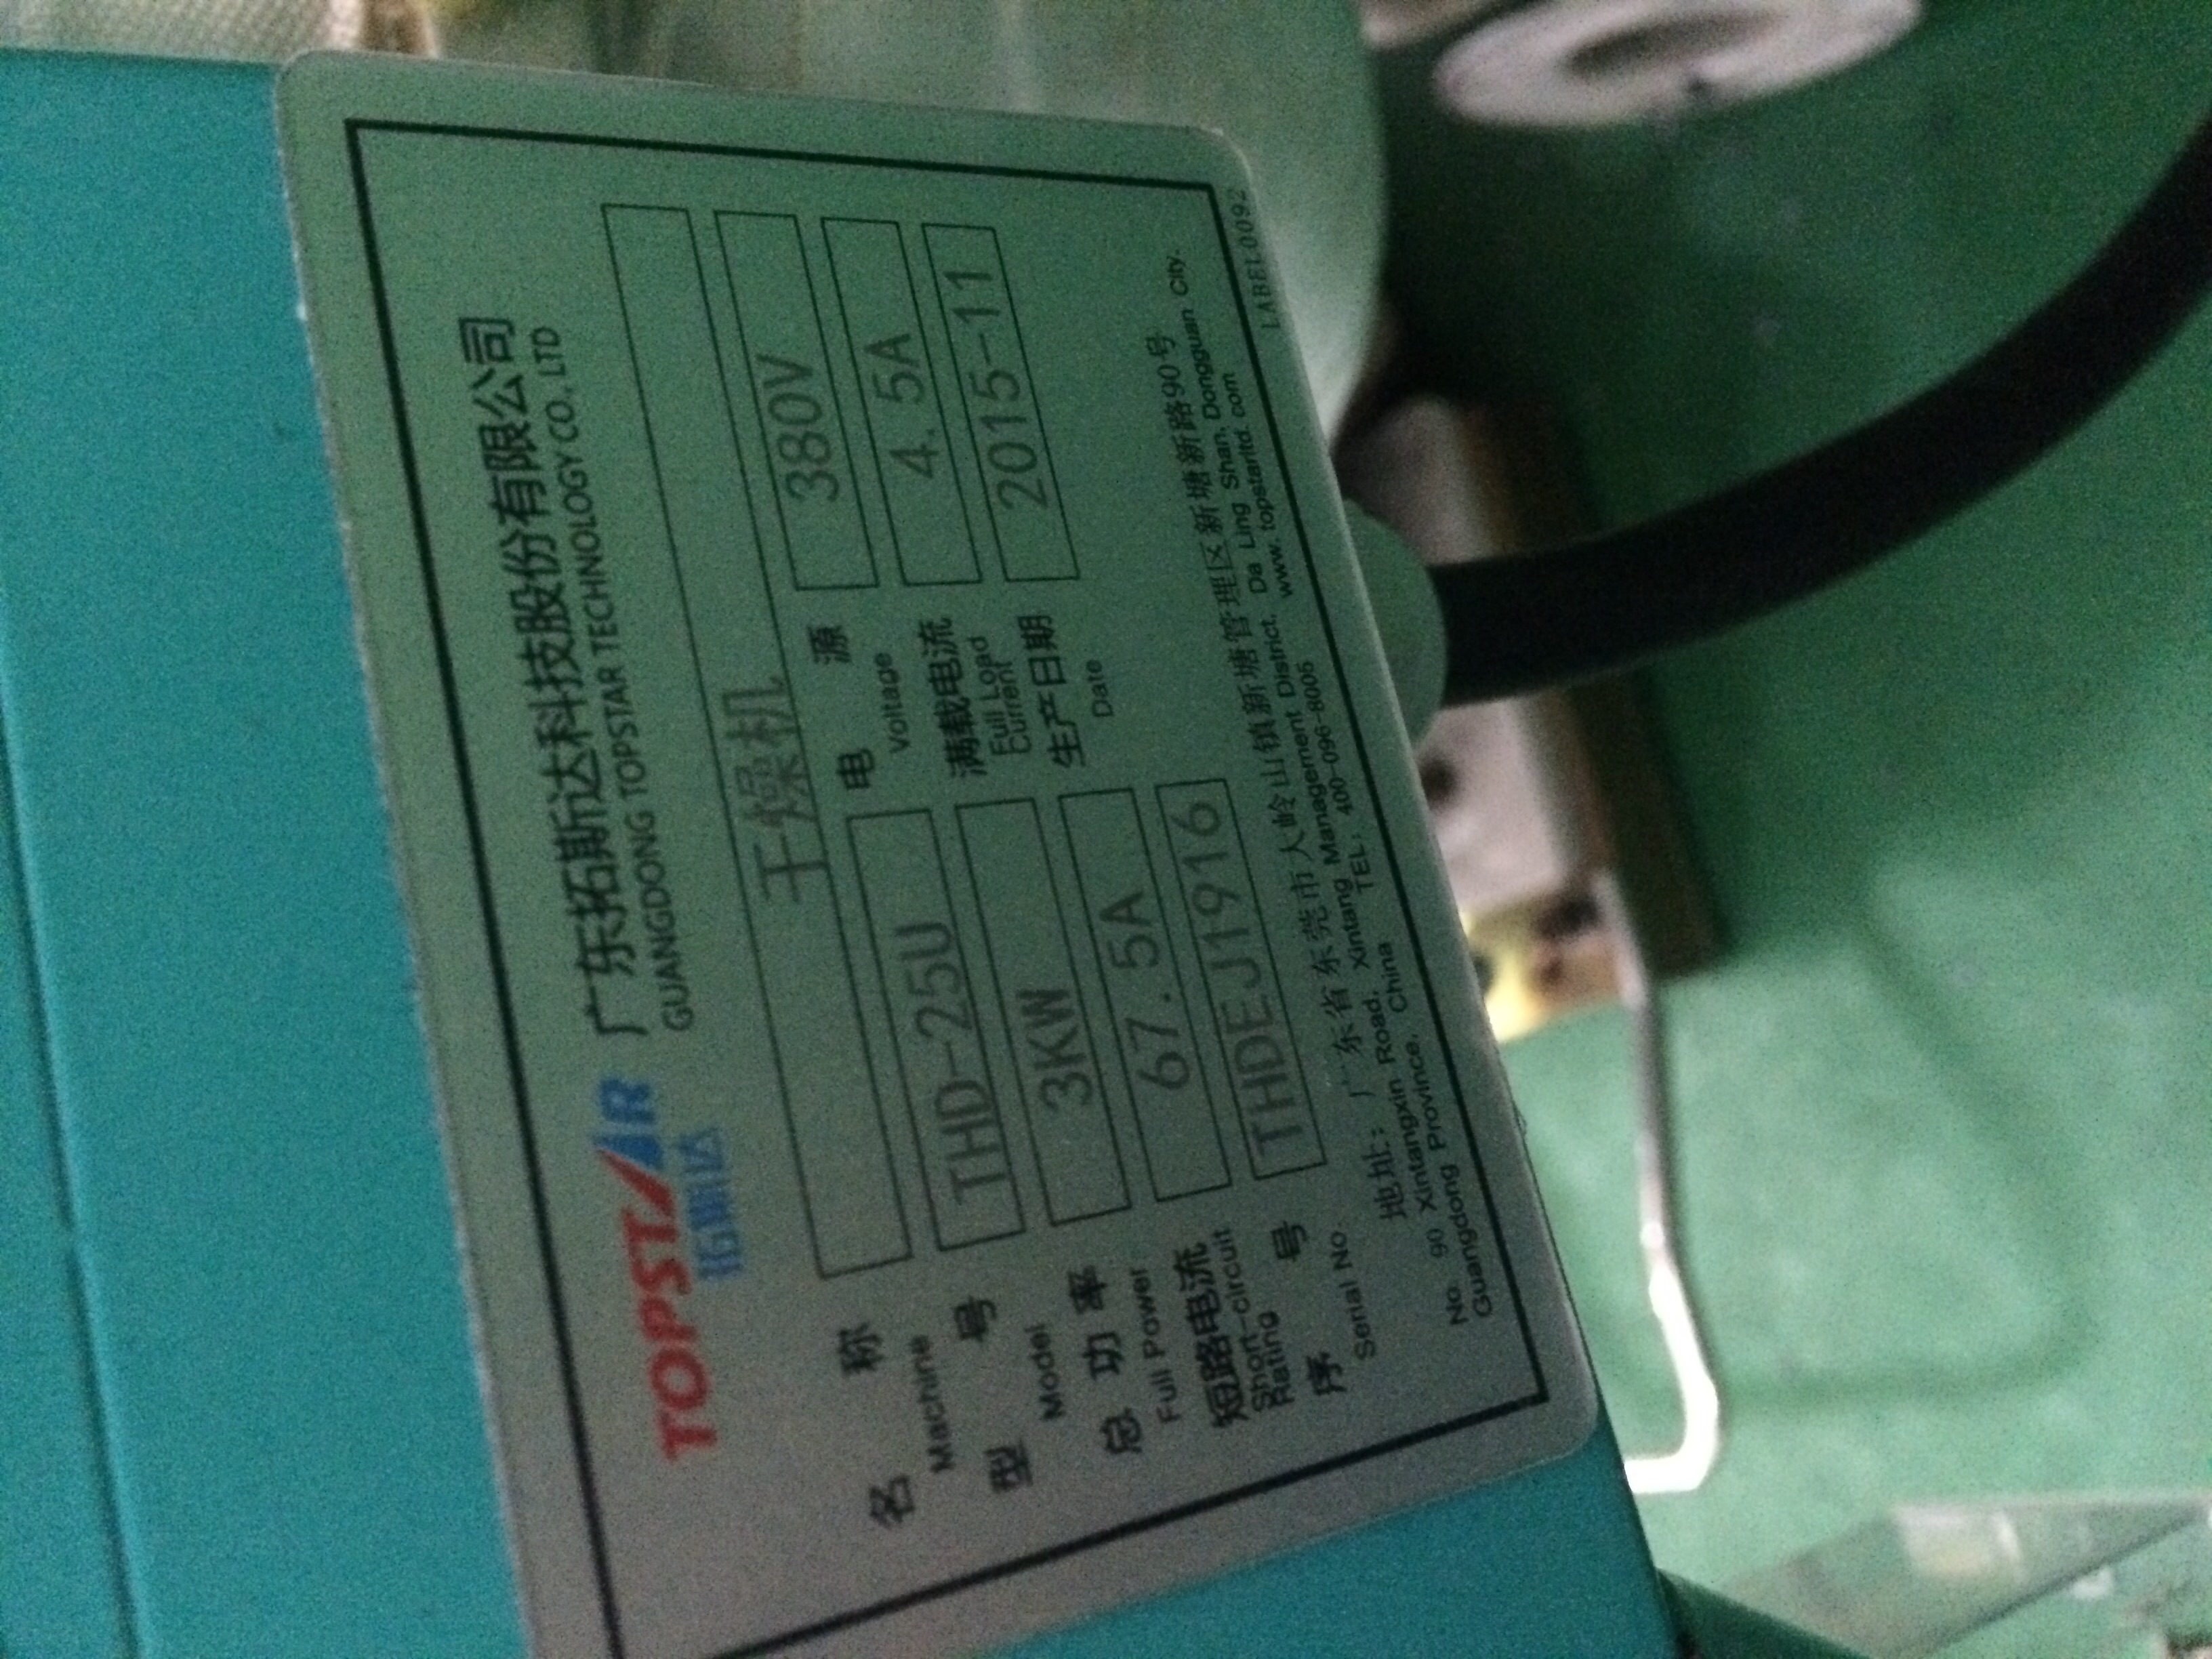 TOPSTAR
拓斯达
广东拓斯达科技股份有限公司
GUANGDONG TOPSTAR TECHNOLOGY CO., LTD
名称 干燥机
Machine
型号 THD-25U 电源 380V
Model Voltage
总功率 3KW 满载电流 4.5A
Full Power Full Load Current
短路电流 67.5A 生产日期 2015-11
Short-circuit Rating Date
序号 THDEJ1916
Serial No.
地址: 广东省东莞市大岭山镇新塘管理区新塘新路90号
No. 90 Xintangxin Road, Xintang Management District, Da Ling Shan, Dongguan City.
Guangdong Province, China TEL: 400-096-8005 www.topstarltd.com
LABEL0092